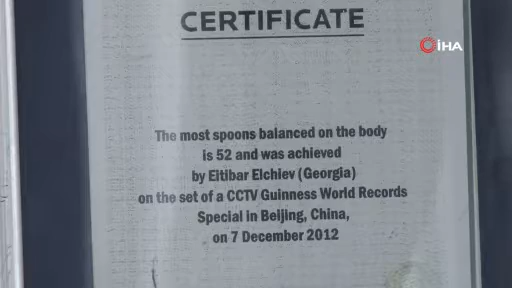 CERTIFICATE
İHA
The most spoons balanced on the body
is 52 and was achieved
by Eitibar Elchiev (Georgia)
on the set of a CCTV Guinness World Records
Special in Beijing, China,
on 7 December 2012